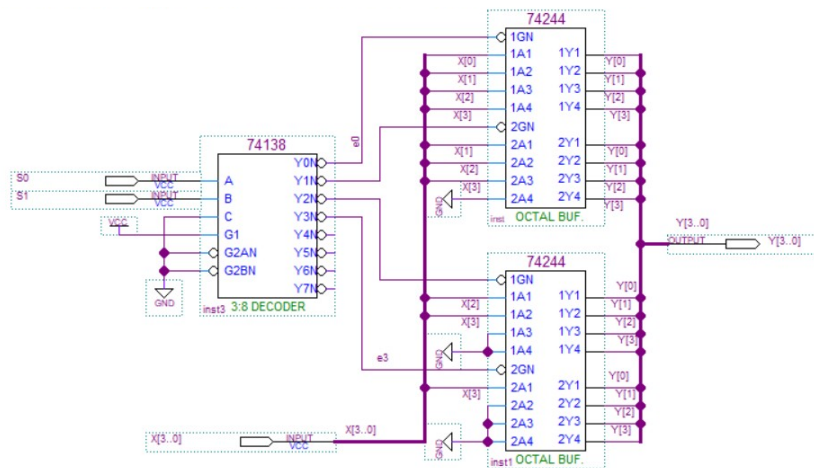 74244
1GN
X[0] 1A1 1Y1 Y[0]
X[1] 1A2 1Y2 Y[1]
X[2] 1A3 1Y3 Y[2]
X[3] 1A4 1Y4 Y[3]
2GN
X[1] 2A1 2Y1 Y[0]
X[2] 2A2 2Y2 Y[1]
X[3] 2A3 2Y3 Y[2]
GND 2A4 2Y4 Y[3]
inst OCTAL BUF.
e0
74138
S0 INPUT VCC A Y0N
S1 INPUT VCC B Y1N
C Y2N
VCC G1 Y3N
Y4N
G2AN Y5N
G2BN Y6N
Y7N
GND
inst3 3:8 DECODER
Y[3..0]
OUTPUT Y[3..0]
74244
1GN
X[2] 1A1 1Y1 Y[0]
X[3] 1A2 1Y2 Y[1]
1A3 1Y3 Y[2]
GND 1A4 1Y4 Y[3]
e3
2GN
X[3] 2A1 2Y1 Y[0]
2A2 2Y2 Y[1]
2A3 2Y3 Y[2]
GND 2A4 2Y4 Y[3]
inst1 OCTAL BUF.
X[3..0] INPUT VCC X[3..0]